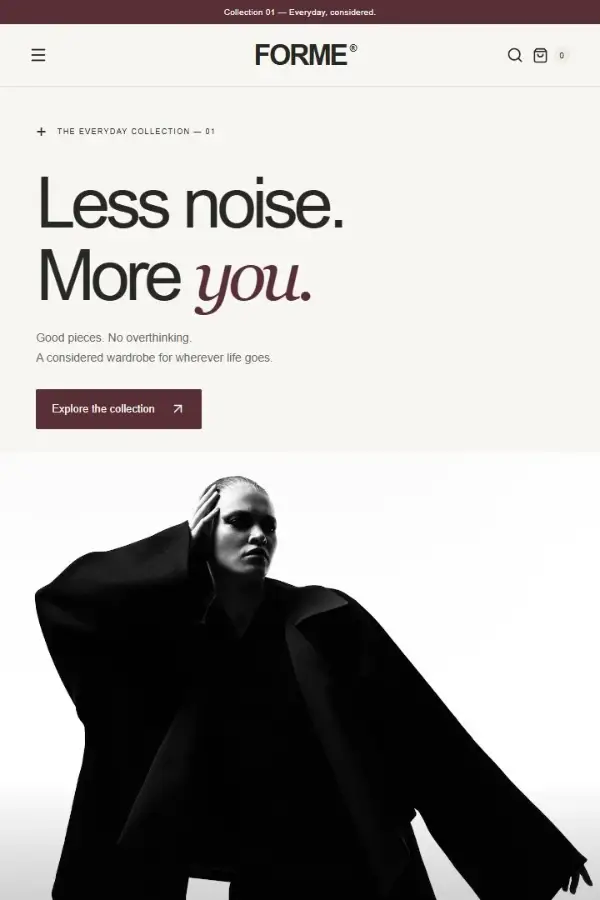 Collection 01 — Everyday, considered.
FORME®
0
THE EVERYDAY COLLECTION — 01
Less noise.
More you.
Good pieces. No overthinking.
A considered wardrobe for wherever life goes.
Explore the collection